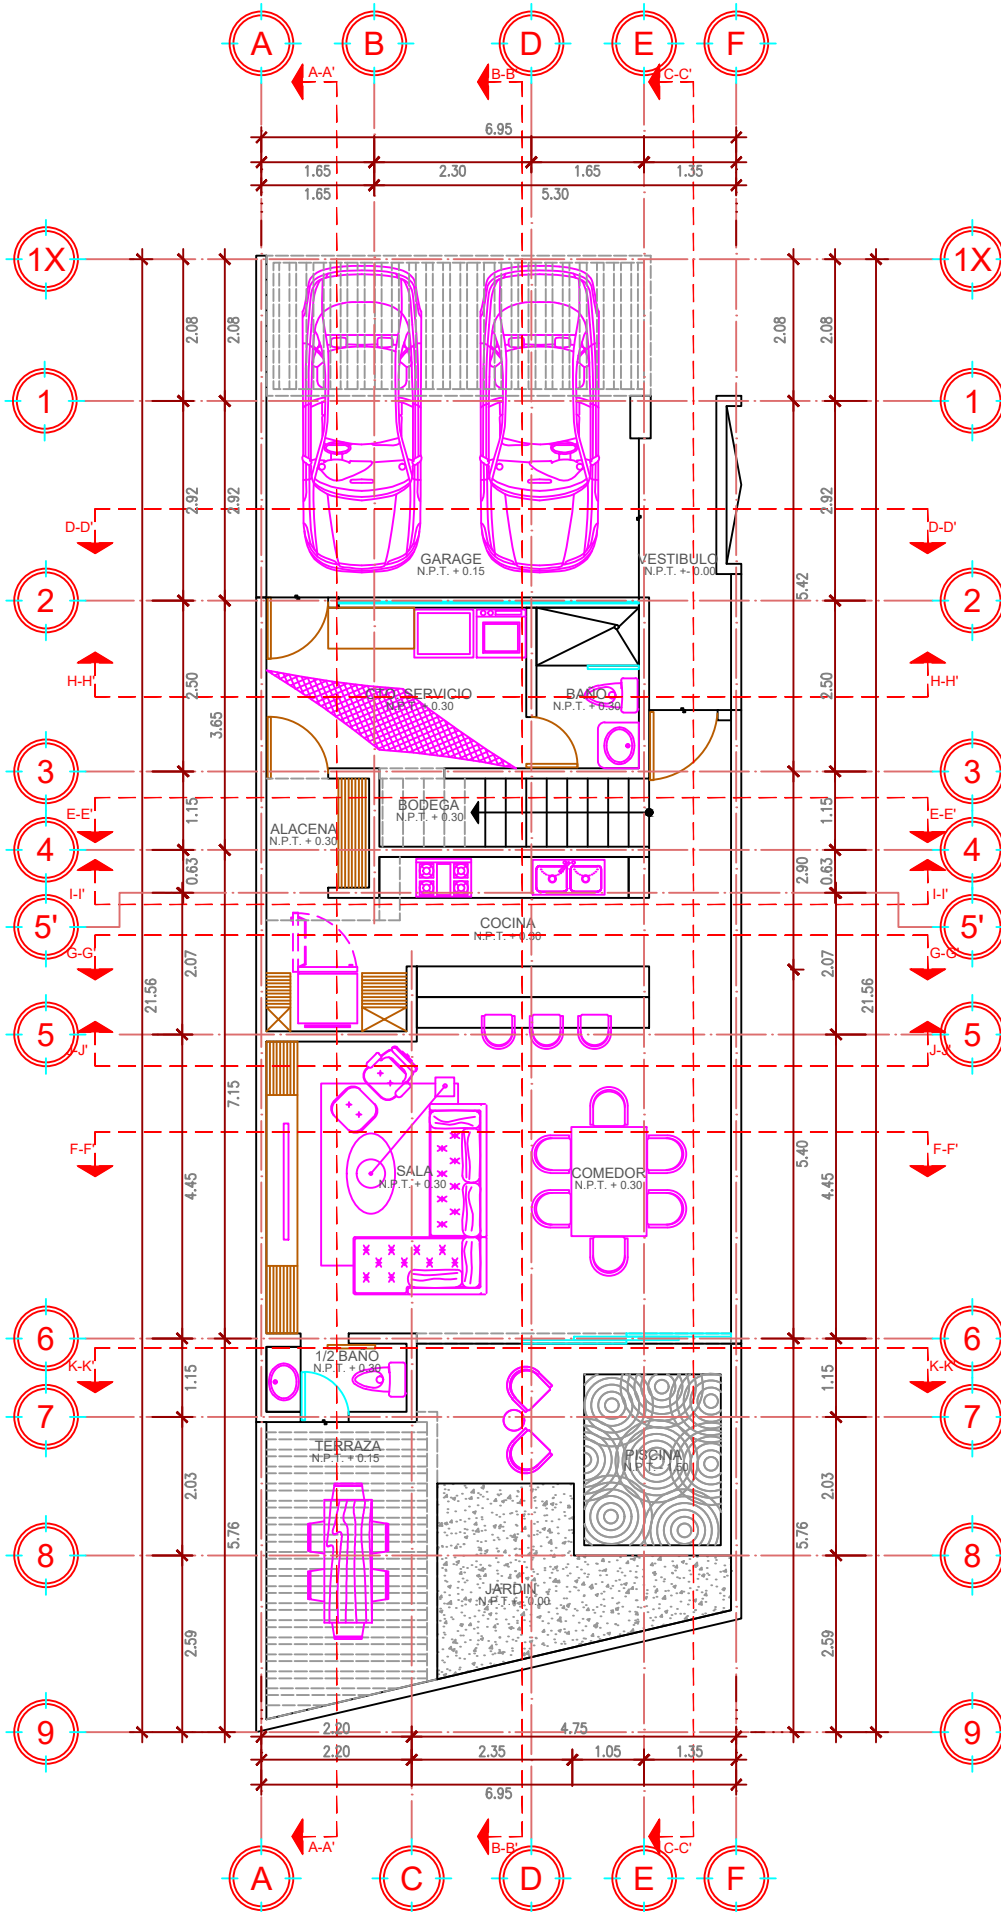 A B D E F
A-A' B-B' C-C'
6.95
1.65 2.30 1.65 1.35
1.65 5.30
1X 1X
2.08 2.08 2.08 2.08
1 1
2.92 2.92 2.92
D-D' D-D'
GARAGE
N.P.T. + 0.15
VESTIBULO
N.P.T. +- 0.00
5.42
2 2
H-H' H-H'
2.50 2.50
3.65
CTO. SERVICIO
N.P.T. + 0.30
BAÑO
N.P.T. + 0.30
3 3
E-E' E-E'
1.15 1.15
BODEGA
N.P.T. + 0.30
ALACENA
N.P.T. + 0.30
4 4
0.63 2.90 0.63
I-I' I-I'
5' 5'
COCINA
N.P.T. + 0.30
G-G' G-G'
2.07 2.07
21.56 21.56
5 5
J-J' J-J'
7.15
F-F' F-F'
5.40
4.45 4.45
SALA
N.P.T. + 0.30
COMEDOR
N.P.T. + 0.30
6 6
K-K' K-K'
1/2 BAÑO
N.P.T. + 0.30
1.15 1.15
7 7
TERRAZA
N.P.T. + 0.15
PISCINA
N.P.T. - 1.50
2.03 2.03
5.76 5.76
8 8
JARDIN
N.P.T. +- 0.00
2.59 2.59
9 9
2.20 4.75
2.20 2.35 1.05 1.35
6.95
A-A' B-B' C-C'
A C D E F